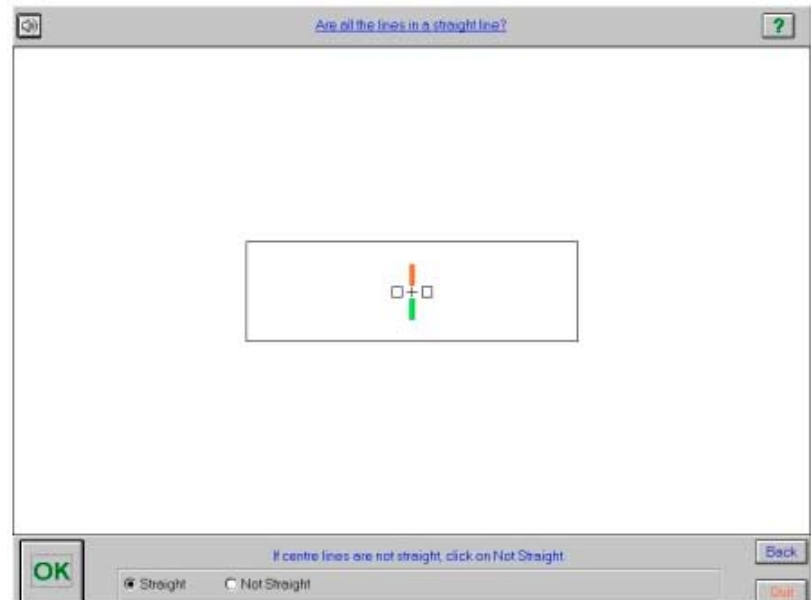 Are all the lines in a straight line?
?
If centre lines are not straight, click on Not Straight
Back
OK
Straight
Not Straight
Quit